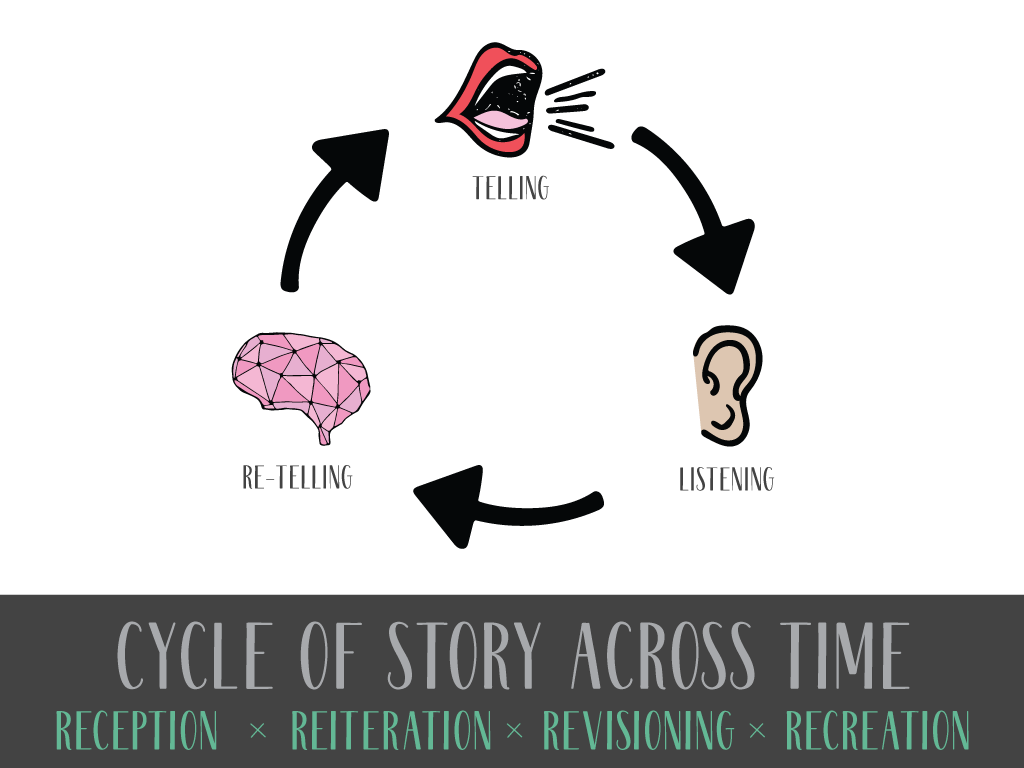 TELLING
RE-TELLING
LISTENING
CYCLE OF STORY ACROSS TIME
RECEPTION × REITERATION × REVISIONING × RECREATION